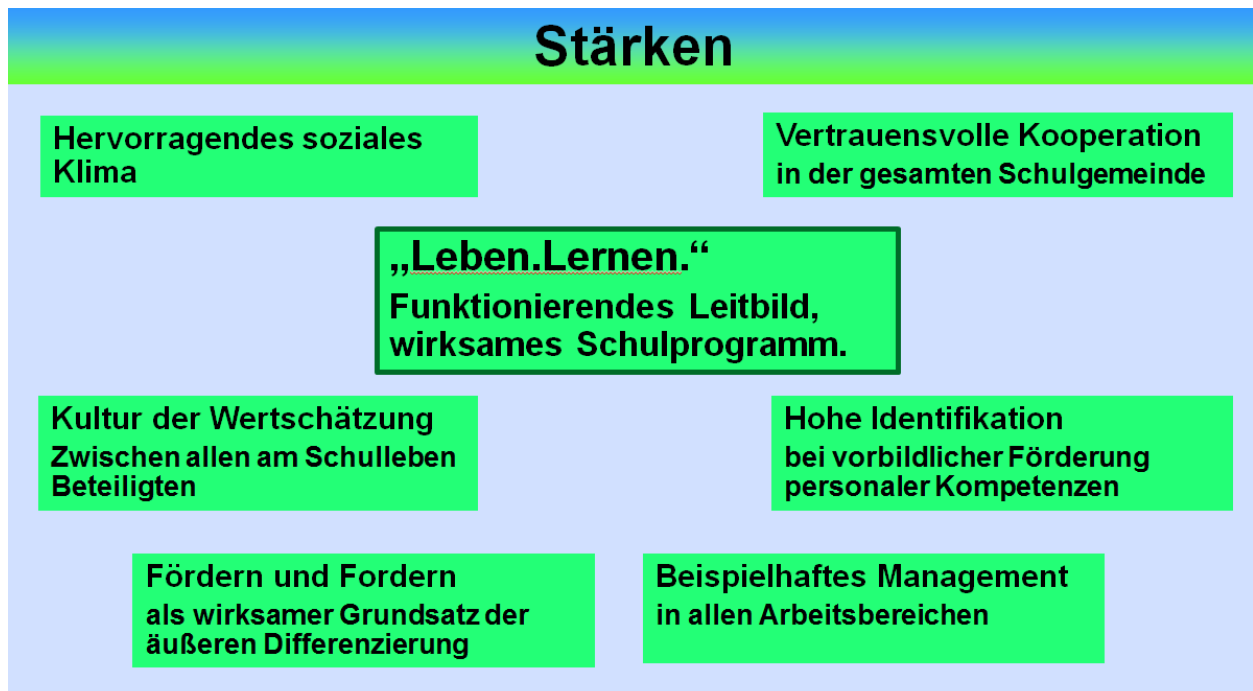 Stärken
Hervorragendes soziales
Klima
Vertrauensvolle Kooperation
in der gesamten Schulgemeinde
„Leben.Lernen.“
Funktionierendes Leitbild,
wirksames Schulprogramm.
Kultur der Wertschätzung
Zwischen allen am Schulleben
Beteiligten
Hohe Identifikation
bei vorbildlicher Förderung
personaler Kompetenzen
Fördern und Fordern
als wirksamer Grundsatz der
äußeren Differenzierung
Beispielhaftes Management
in allen Arbeitsbereichen